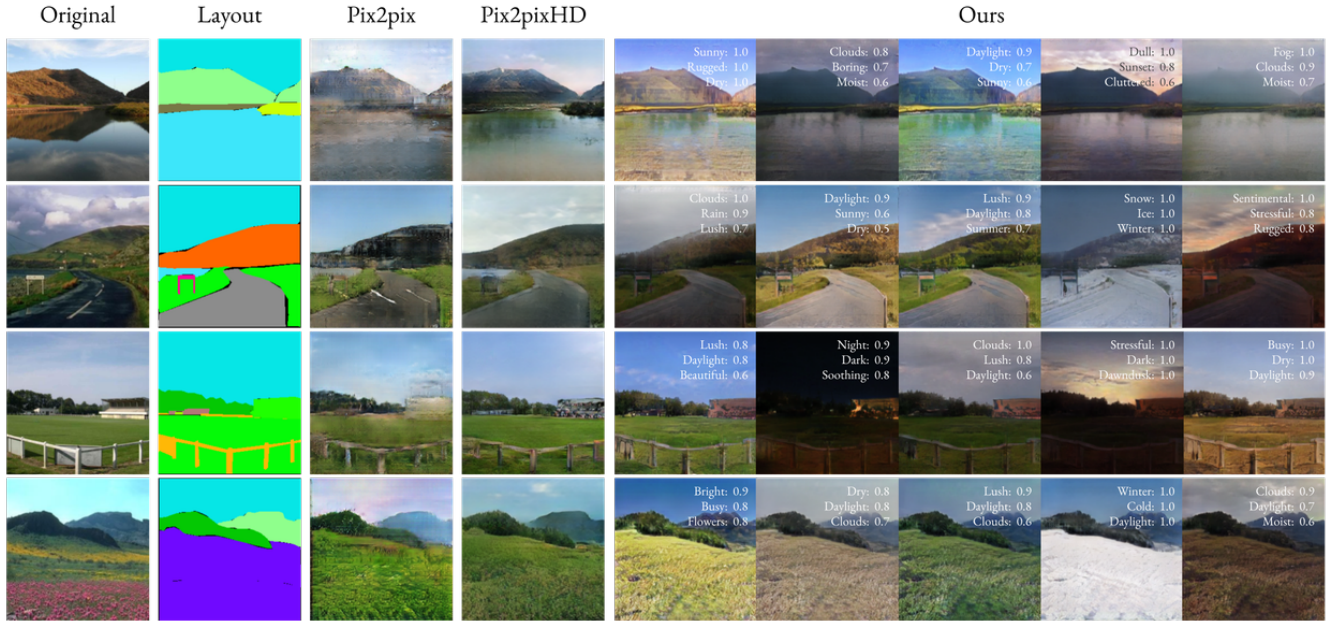 Original Layout Pix2pix Pix2pixHD Ours
Sunny: 1.0
Rugged: 1.0
Dry: 1.0
Clouds: 0.8
Boring: 0.7
Moist: 0.6
Daylight: 0.9
Dry: 0.7
Sunny: 0.6
Dull: 1.0
Sunset: 0.8
Cluttered: 0.6
Fog: 1.0
Clouds: 0.9
Moist: 0.7
Clouds: 1.0
Rain: 0.9
Lush: 0.7
Daylight: 0.9
Sunny: 0.6
Dry: 0.5
Lush: 0.9
Daylight: 0.8
Summer: 0.7
Snow: 1.0
Ice: 1.0
Winter: 1.0
Sentimental: 1.0
Stressful: 0.8
Rugged: 0.8
Lush: 0.8
Daylight: 0.8
Beautiful: 0.6
Night: 0.9
Dark: 0.9
Soothing: 0.8
Clouds: 1.0
Lush: 0.8
Daylight: 0.6
Stressful: 1.0
Dark: 1.0
Dawndusk: 1.0
Busy: 1.0
Dry: 1.0
Daylight: 0.9
Bright: 0.9
Busy: 0.8
Flowers: 0.8
Dry: 0.8
Daylight: 0.8
Clouds: 0.7
Lush: 0.9
Daylight: 0.8
Clouds: 0.6
Winter: 1.0
Cold: 1.0
Daylight: 1.0
Clouds: 0.9
Daylight: 0.7
Moist: 0.6